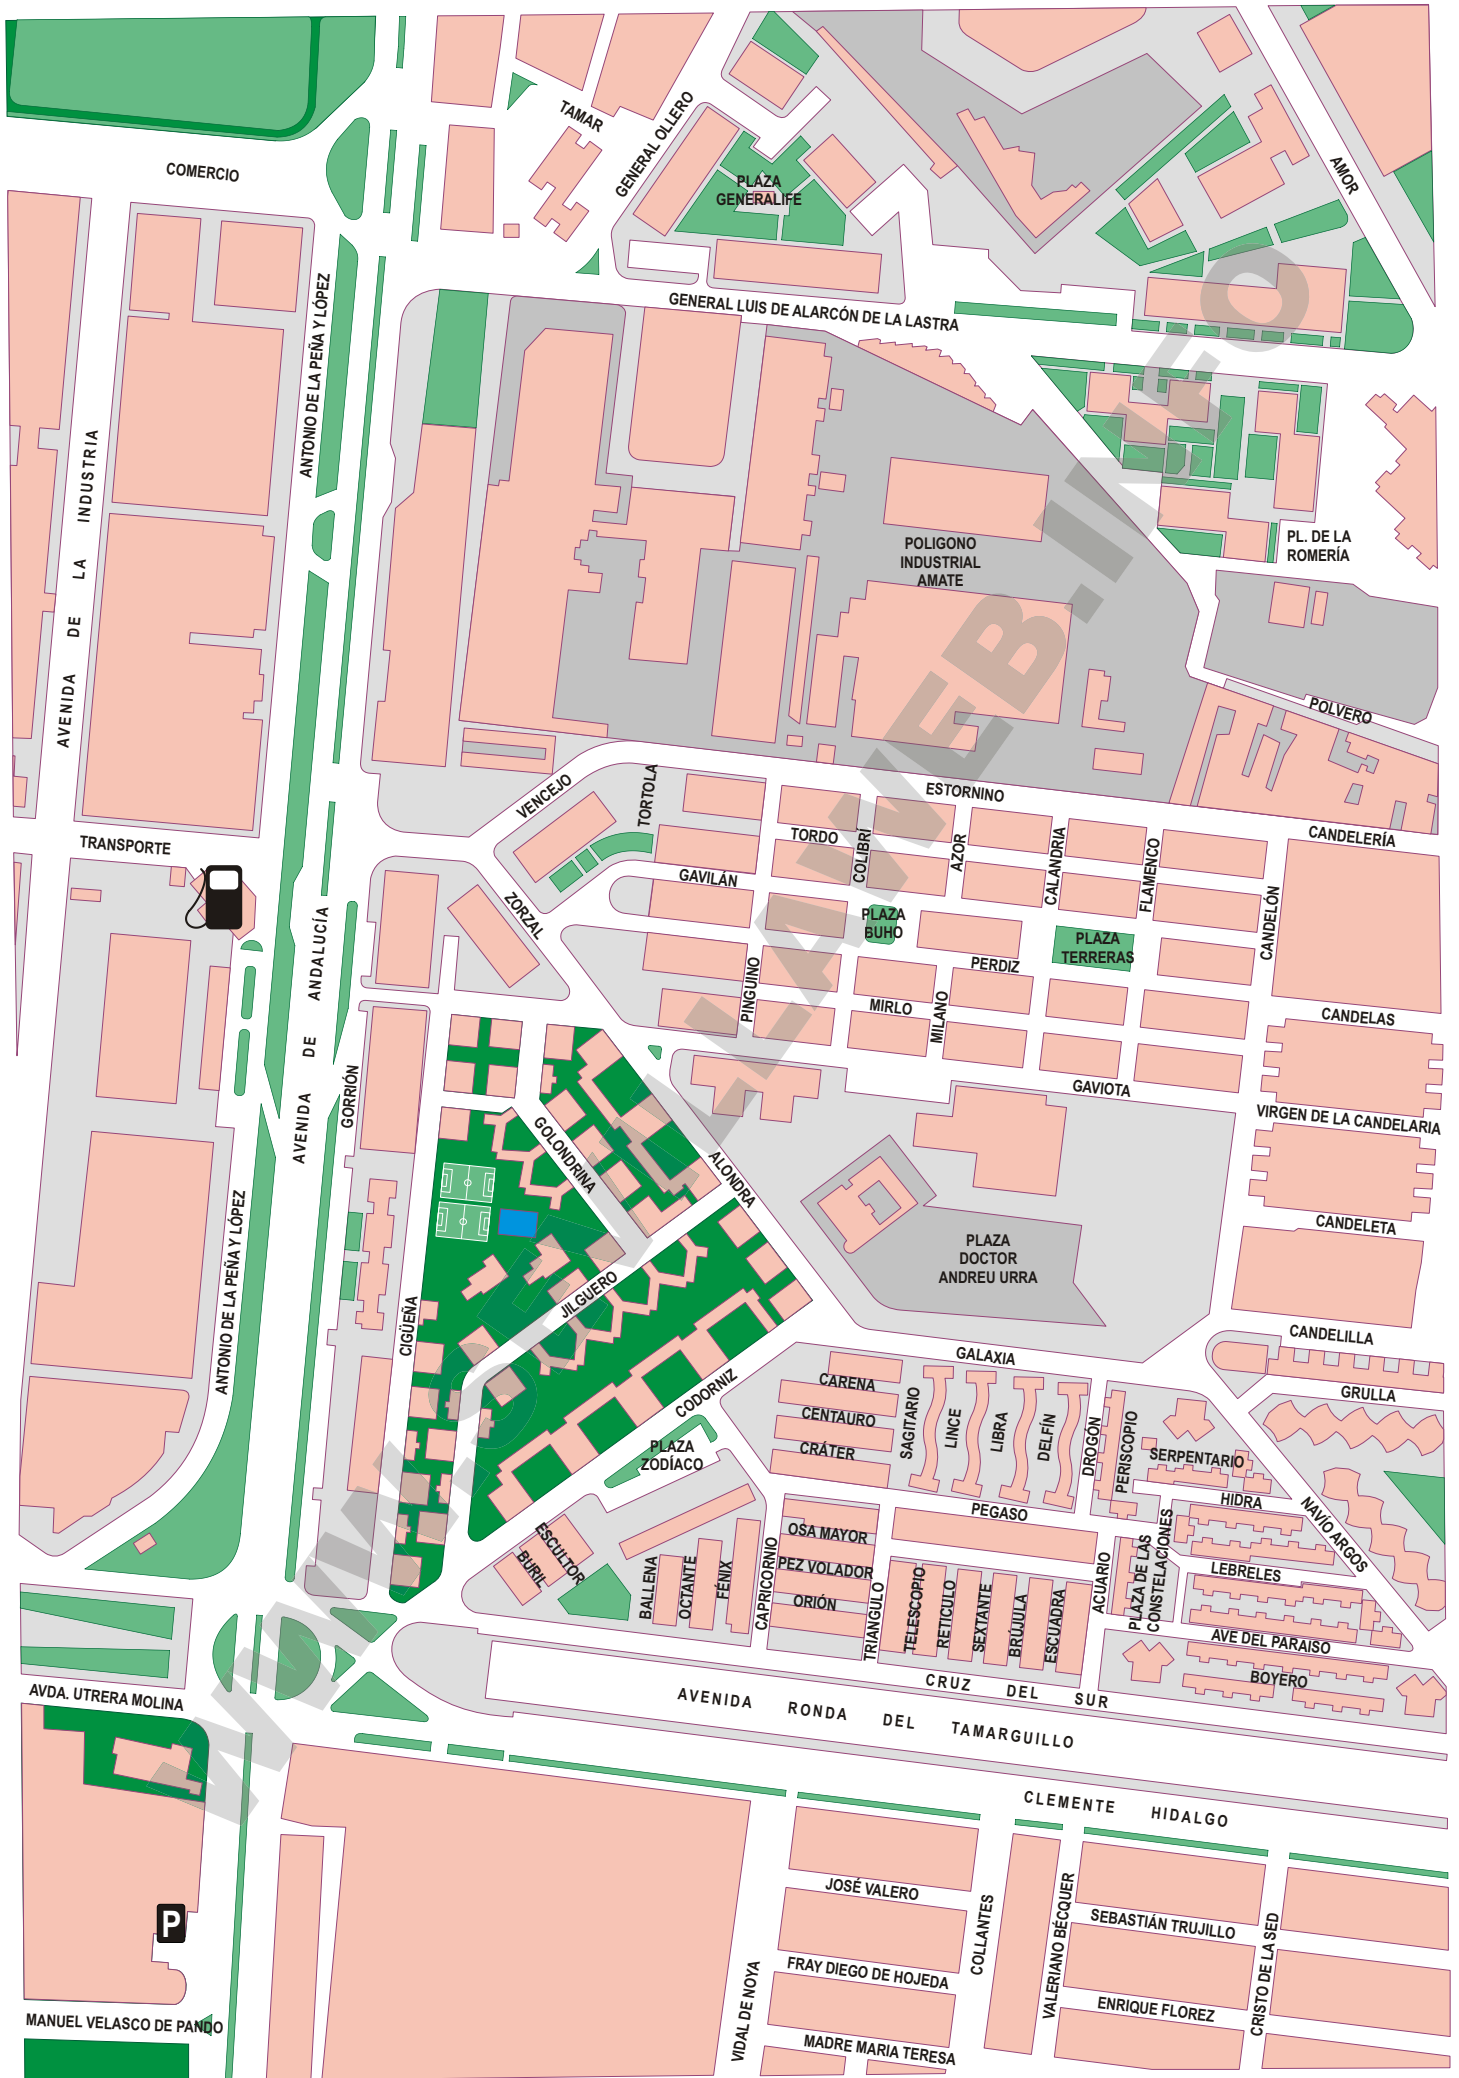 COMERCIO
TAMAR
GENERAL OLLERO
PLAZA
GENERALIFE
AMOR
ANTONIO DE LA PEÑA Y LÓPEZ
GENERAL LUIS DE ALARCÓN DE LA LASTRA
AVENIDA DE LA INDUSTRIA
POLIGONO
INDUSTRIAL
AMATE
PL. DE LA
ROMERÍA
POLVERO
VENCEJO
TORTOLA
ESTORNINO
TRANSPORTE
TORDO
COLIBRÍ
AZOR
CALANDRIA
FLAMENCO
CANDELERÍA
GAVILÁN
ZORZAL
PLAZA
BUHO
PLAZA
TERRERAS
CANDELÓN
PERDIZ
PINGUINO
MIRLO
MILANO
CANDELAS
AVENIDA DE ANDALUCÍA
GORRIÓN
GAVIOTA
VIRGEN DE LA CANDELARIA
GOLONDRINA
ALONDRA
ANTONIO DE LA PEÑA Y LÓPEZ
CANDELETA
PLAZA
DOCTOR
ANDREU URRA
JILGUERO
CIGÜEÑA
CANDELILLA
GALAXIA
GRULLA
CODORNIZ
CARENA
CENTAURO
CRÁTER
SAGITARIO
LINCE
LIBRA
DELFÍN
DROGÓN
PERISCOPIO
SERPENTARIO
HIDRA
NAVÍO ARGOS
PLAZA
ZODÍACO
PEGASO
OSA MAYOR
PEZ VOLADOR
ORIÓN
ESCULTOR
BURIL
BALLENA
OCTANTE
FÉNIX
CAPRICORNIO
TRIANGULO
TELESCOPIO
RETICULO
SEXTANTE
BRÚJULA
ESCUADRA
ACUARIO
PLAZA DE LAS
CONSTELACIONES
LEBRELES
AVE DEL PARAISO
BOYERO
CRUZ DEL SUR
AVDA. UTRERA MOLINA
AVENIDA RONDA DEL TAMARGUILLO
CLEMENTE HIDALGO
P
JOSÉ VALERO
COLLANTES
VALERIANO BÉCQUER
SEBASTIÁN TRUJILLO
CRISTO DE LA SED
FRAY DIEGO DE HOJEDA
VIDAL DE NOYA
ENRIQUE FLOREZ
MANUEL VELASCO DE PANDO
MADRE MARIA TERESA
WWW.SEVILLAWEB.INFO